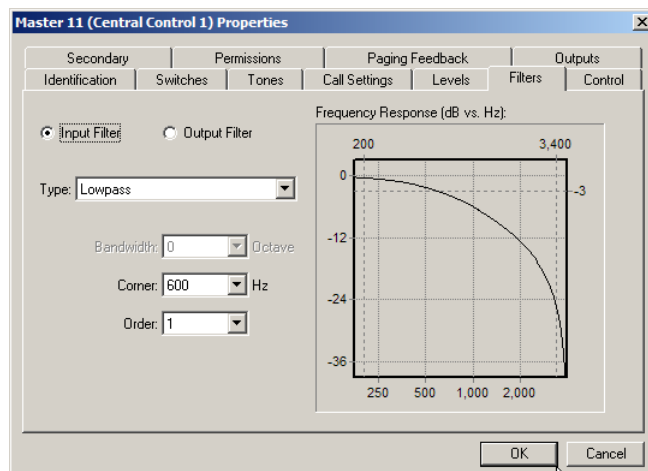 Master 11 (Central Control 1) Properties
Secondary Permissions Paging Feedback Outputs
Identification Switches Tones Call Settings Levels Filters Control
Input Filter Output Filter
Type: Lowpass
Bandwidth: 0 Octave
Corner: 600 Hz
Order: 1
Frequency Response (dB vs. Hz):
200 3,400
0 -3
-12
-24
-36
250 500 1,000 2,000
OK Cancel